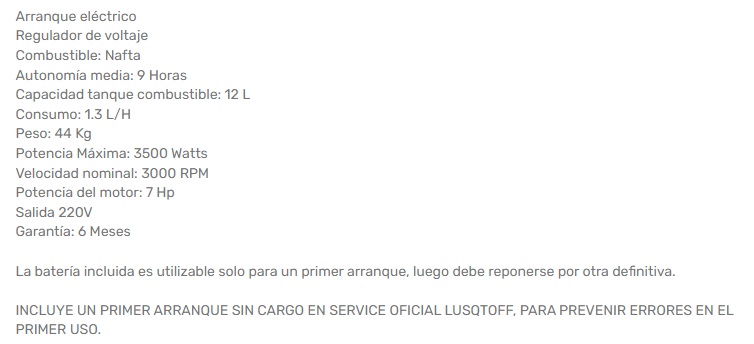 Arranque eléctrico
Regulador de voltaje
Combustible: Nafta
Autonomía media: 9 Horas
Capacidad tanque combustible: 12 L
Consumo: 1.3 L/H
Peso: 44 Kg
Potencia Máxima: 3500 Watts
Velocidad nominal: 3000 RPM
Potencia del motor: 7 Hp
Salida 220V
Garantía: 6 Meses
La batería incluida es utilizable solo para un primer arranque, luego debe reponerse por otra definitiva.
INCLUYE UN PRIMER ARRANQUE SIN CARGO EN SERVICE OFICIAL LUSQTOFF, PARA PREVENIR ERRORES EN EL
PRIMER USO.